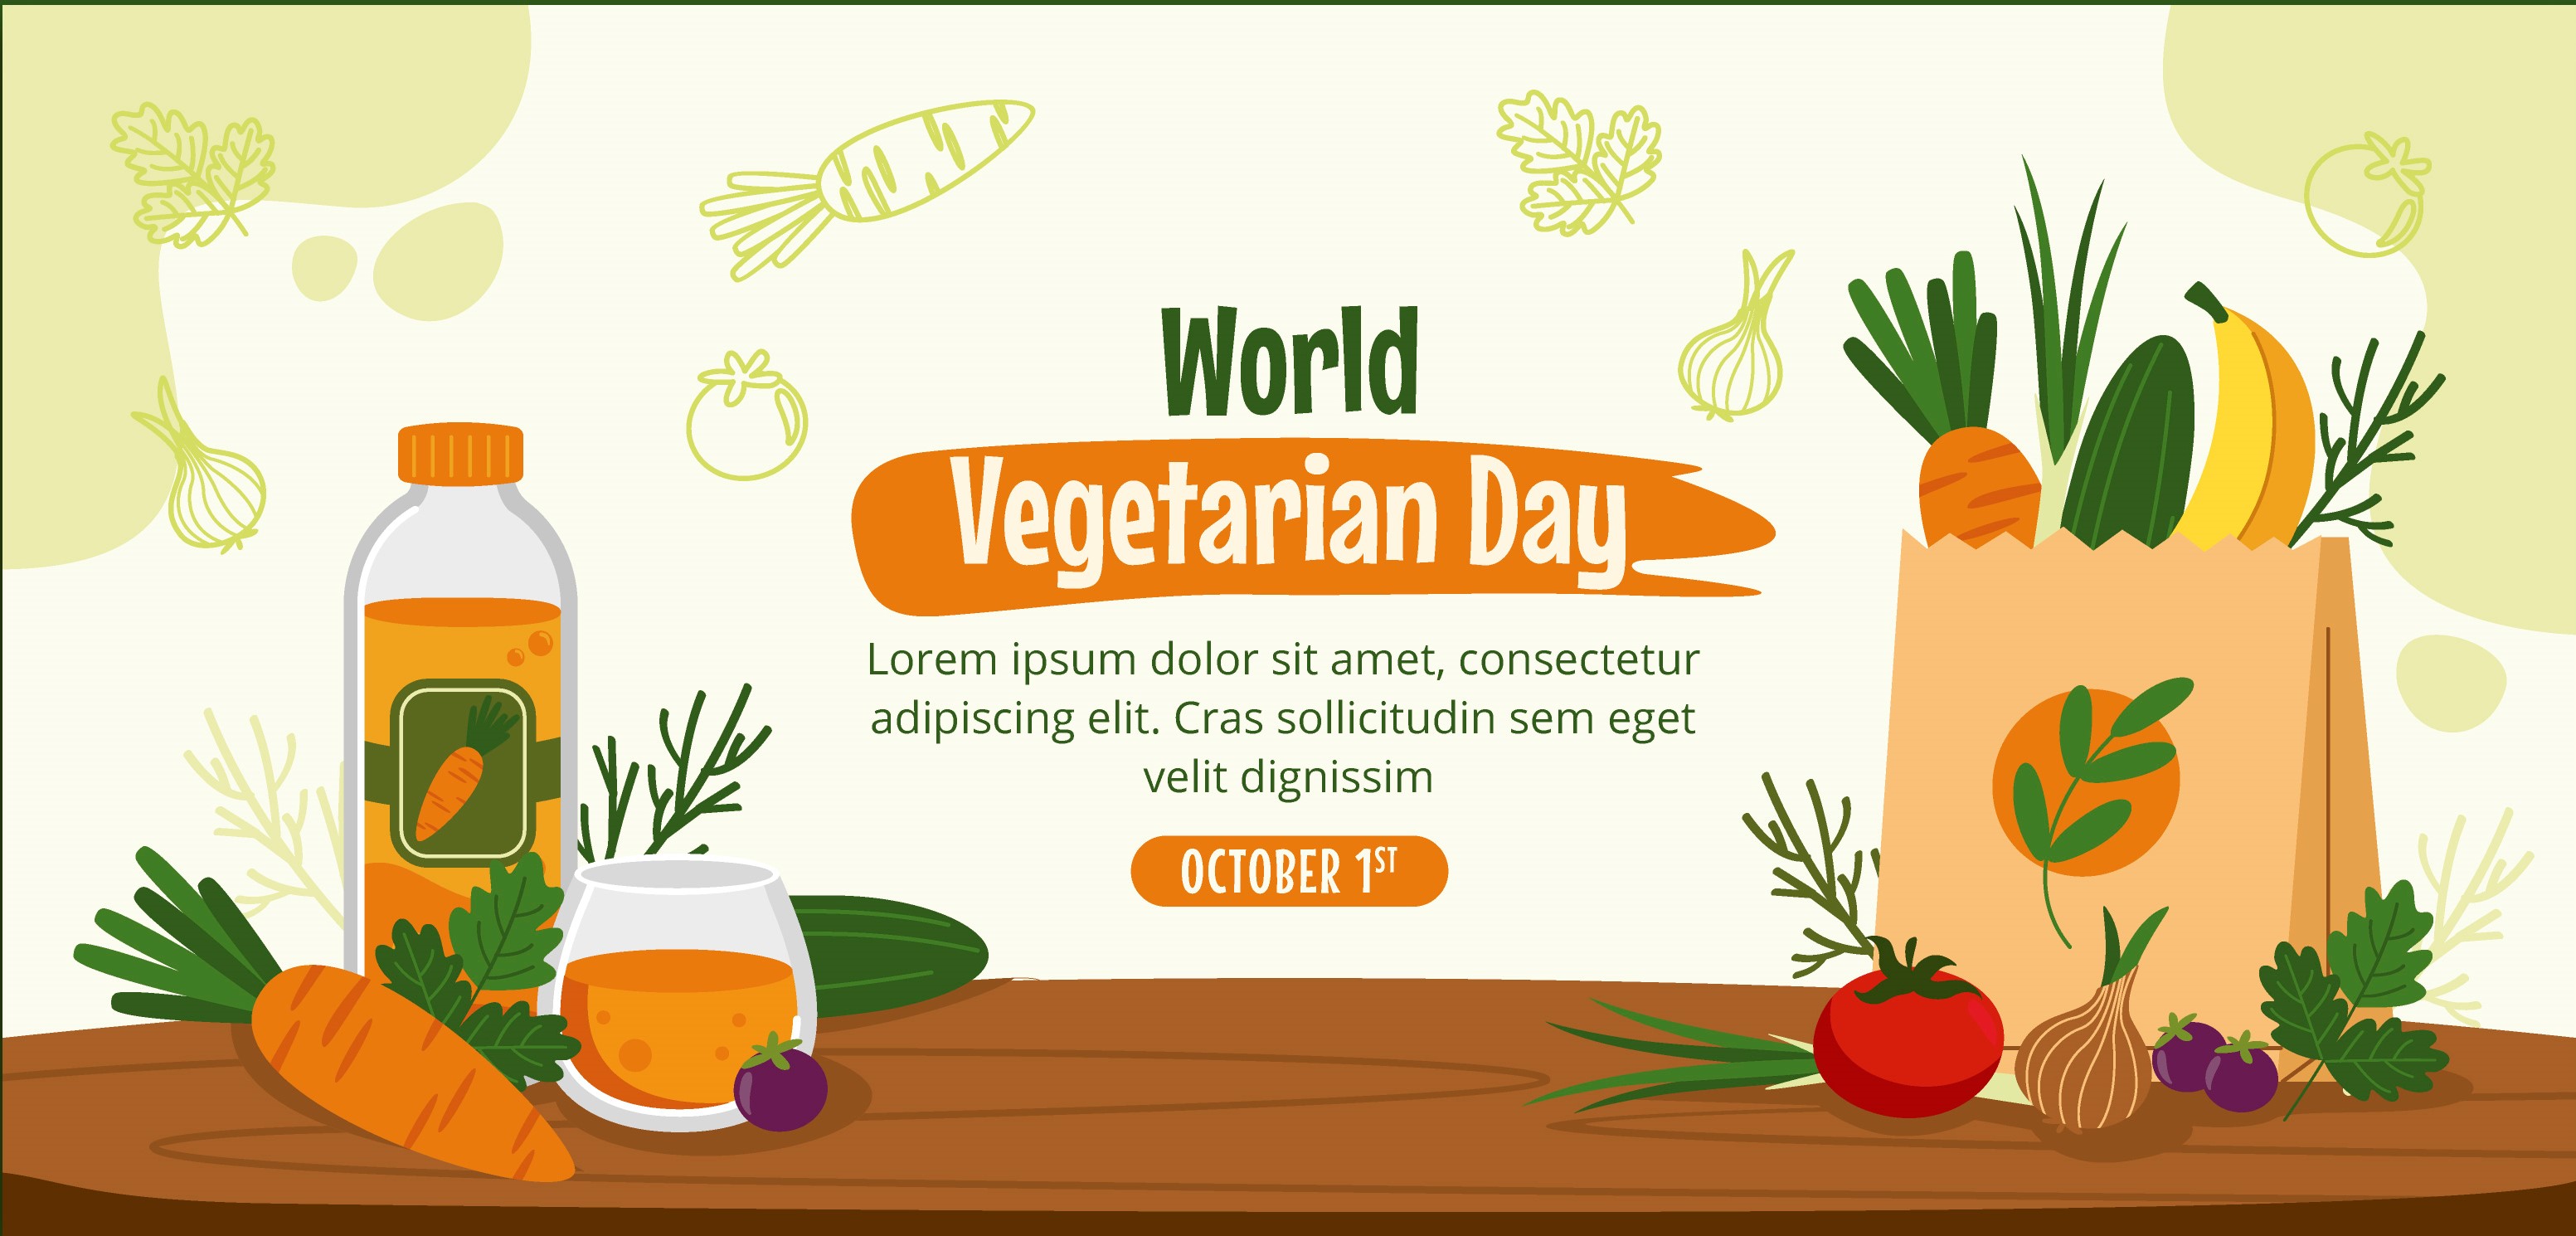 World
Vegetarian Day
Lorem ipsum dolor sit amet, consectetur
adipiscing elit. Cras sollicitudin sem eget
velit dignissim
OCTOBER 1ST